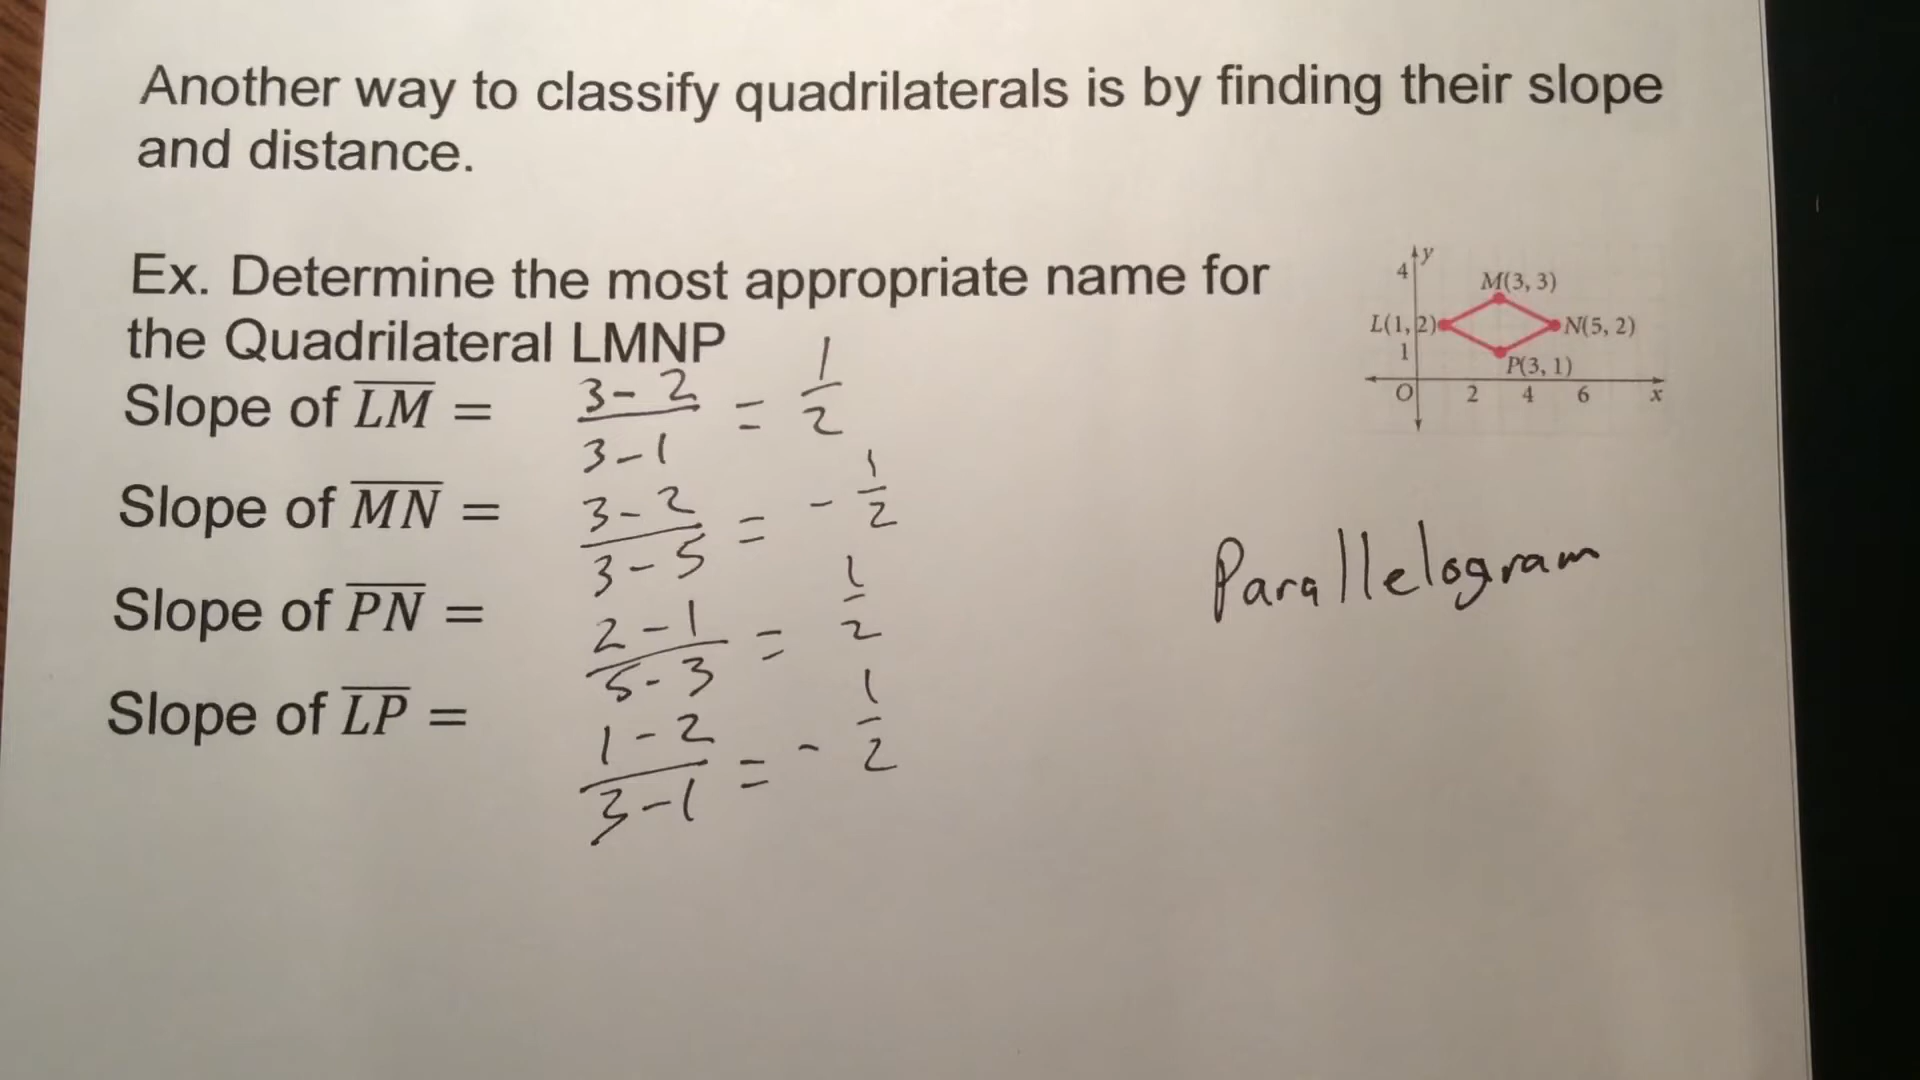 Another way to classify quadrilaterals is by finding their slope
and distance.
Ex. Determine the most appropriate name for
the Quadrilateral LMNP
Slope of LM = 3-2/3-1 = 1/2
Slope of MN = 3-2/3-5 = -1/2
Slope of PN = 2-1/5-3 = 1/2
Slope of LP = 1-2/3-1 = -1/2
y
4
M(3, 3)
L(1, 2)
N(5, 2)
1
P(3, 1)
O 2 4 6 x
Parallelogram